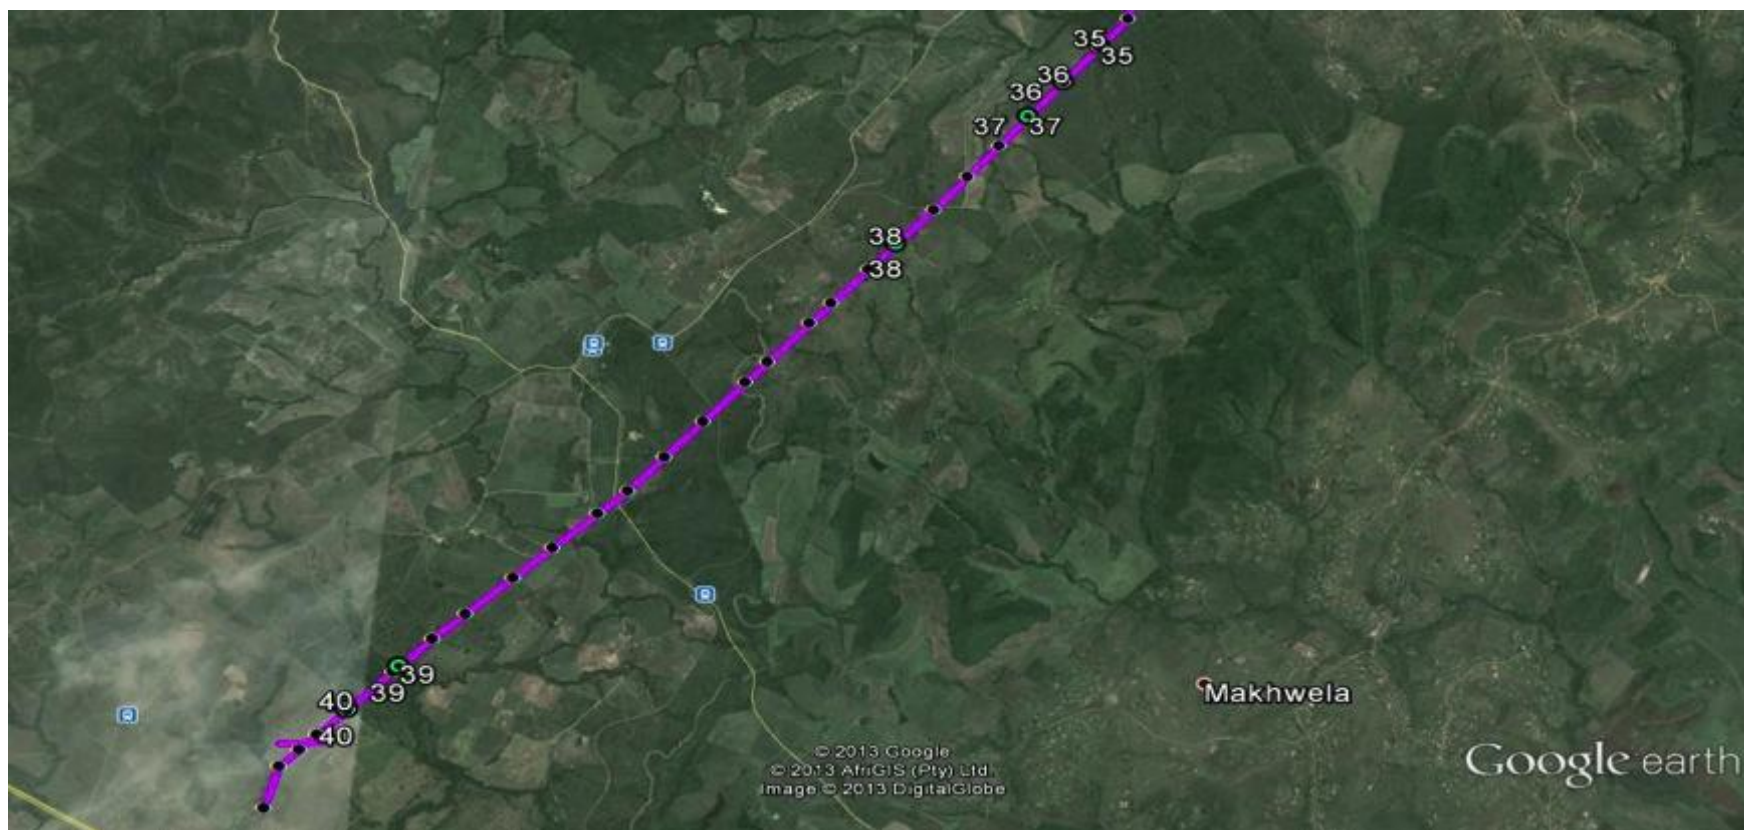 35
35
36
36
37
37
38
38
39
39
40
40
Makhwela
© 2013 Google
© 2013 AfriGIS (Pty) Ltd.
Image © 2013 DigitalGlobe
Google earth